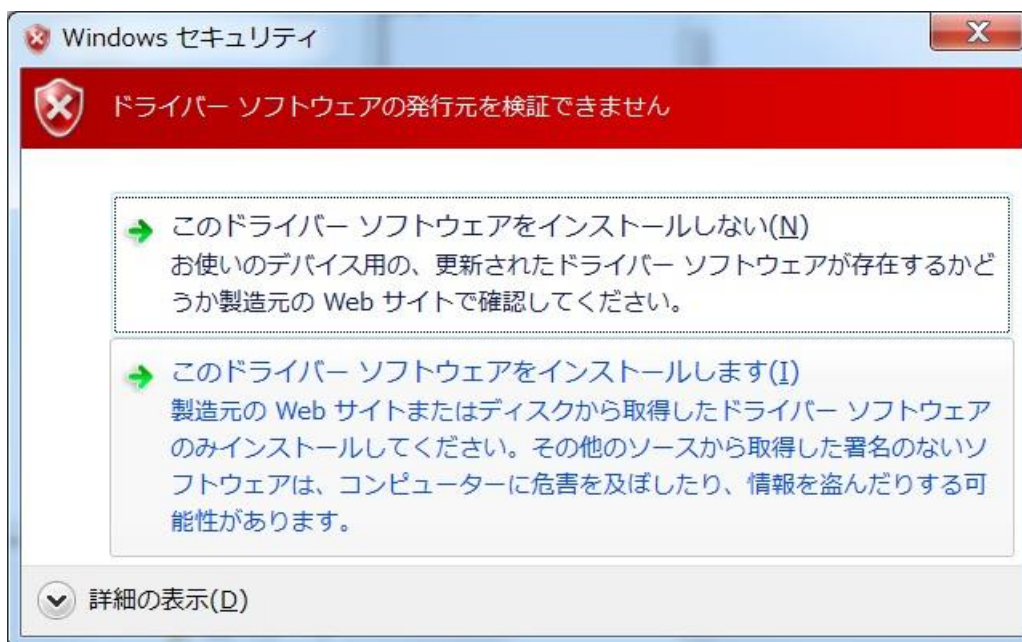 Windows セキュリティ
ドライバー ソフトウェアの発行元を検証できません
このドライバー ソフトウェアをインストールしない(N)
お使いのデバイス用の、更新されたドライバー ソフトウェアが存在するかど
うか製造元の Web サイトで確認してください。
このドライバー ソフトウェアをインストールします(I)
製造元の Web サイトまたはディスクから取得したドライバー ソフトウェア
のみインストールしてください。その他のソースから取得した署名のないソ
フトウェアは、コンピューターに危害を及ぼしたり、情報を盗んだりする可
能性があります。
詳細の表示(D)